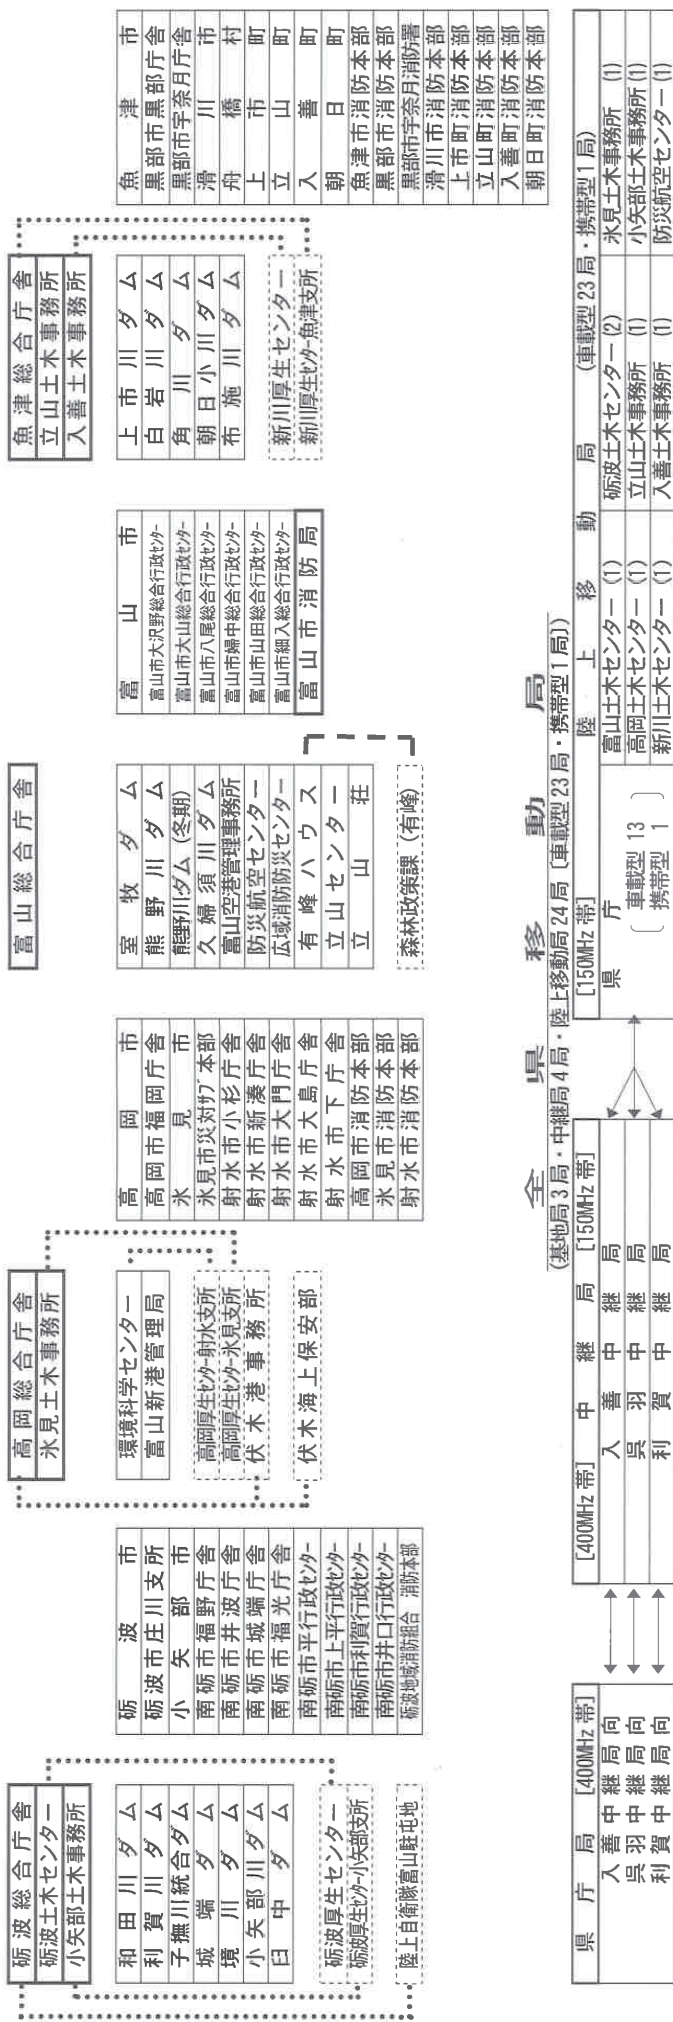 砺波総合庁舎
砺波土木センター
小矢部土木事務所
和田川ダム
利賀川ダム
子撫川統合ダム
城端ダム
境川ダム
小矢部川ダム
臼中ダム
砺波厚生センター
砺波厚生センター小矢部支所
陸上自衛隊富山駐屯地
砺波市
砺波市庄川支所
小矢部市
南砺市福野庁舎
南砺市井波庁舎
南砺市城端庁舎
南砺市福光庁舎
南砺市平行政センター
南砺市上平行政センター
南砺市利賀行政センター
南砺市井口行政センター
砺波地域消防組合 消防本部
高岡総合庁舎
氷見土木事務所
環境科学センター
富山新港管理局
高岡厚生センター射水支所
高岡厚生センター氷見支所
伏木港事務所
伏木海上保安部
高岡市
高岡市福岡庁舎
氷見市
氷見市災対サブ本部
射水市小杉庁舎
射水市新湊庁舎
射水市大門庁舎
射水市大島庁舎
射水市下庁舎
高岡市消防本部
氷見市消防本部
射水市消防本部
富山総合庁舎
室牧ダム
熊野川ダム
熊野川ダム(冬期)
久婦須川ダム
富山空港管理事務所
防災航空センター
広域消防防災センター
有峰ハウス
立山センター
立山荘
森林政策課(有峰)
富山市
富山市大沢野総合行政センター
富山市大山総合行政センター
富山市八尾総合行政センター
富山市婦中総合行政センター
富山市山田総合行政センター
富山市細入総合行政センター
富山市消防局
魚津総合庁舎
立山土木事務所
入善土木事務所
上市川ダム
白岩川ダム
角川ダム
朝日小川ダム
布施川ダム
新川厚生センター
新川厚生センター魚津支所
魚津市
黒部市黒部庁舎
黒部市宇奈月庁舎
滑川市
舟橋村
上市町
立山町
入善町
朝日町
魚津市消防本部
黒部市消防本部
黒部市宇奈月消防署
滑川市消防本部
上市町消防本部
立山町消防本部
入善町消防本部
朝日町消防本部
全県移動局
(基地局3局・中継局4局・陸上移動局24局〔車載型23局・携帯型1局〕)
県庁局 [400MHz帯]
入善中継局向
呉羽中継局向
利賀中継局向
[400MHz帯] 中継局 [150MHz帯]
入善中継局
呉羽中継局
利賀中継局
[150MHz帯] 陸上移動局 (車載型23局・携帯型1局)
県庁
車載型 13
携帯型 1
富山土木センター (1)
高岡土木センター (1)
新川土木センター (1)
砺波土木センター (2)
立山土木事務所 (1)
入善土木事務所 (1)
氷見土木事務所 (1)
小矢部土木事務所 (1)
防災航空センター (1)